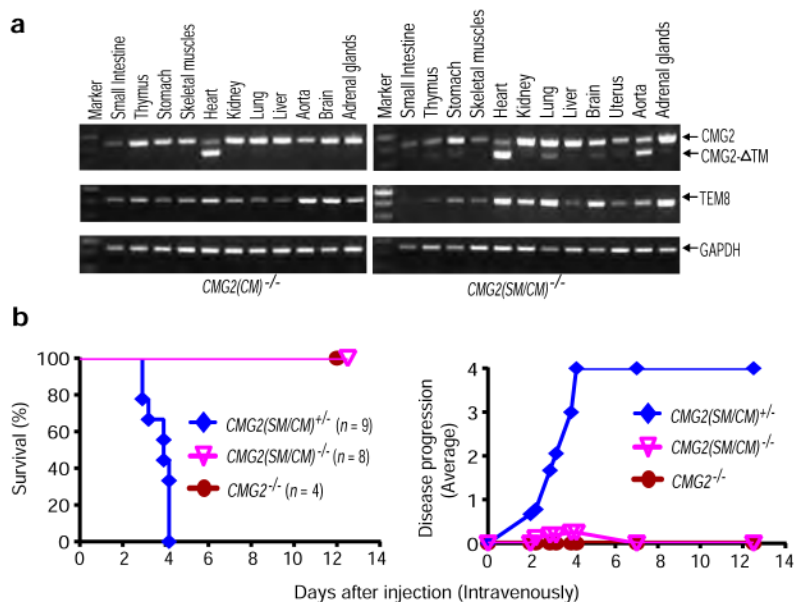 a
Marker
Small Intestine
Thymus
Stomach
Skeletal muscles
Heart
Kidney
Lung
Liver
Aorta
Brain
Adrenal glands
Marker
Small Intestine
Thymus
Stomach
Skeletal muscles
Heart
Kidney
Lung
Liver
Brain
Uterus
Aorta
Adrenal glands
CMG2
CMG2-ΔTM
TEM8
GAPDH
CMG2(CM)-/-
CMG2(SM/CM)-/-
b
100
80
60
40
20
0
Survival (%)
CMG2(SM/CM)+/- (n = 9)
CMG2(SM/CM)-/- (n = 8)
CMG2-/- (n = 4)
0 2 4 6 8 10 12 14
4
3
2
1
0
Disease progression
(Average)
CMG2(SM/CM)+/-
CMG2(SM/CM)-/-
CMG2-/-
0 2 4 6 8 10 12 14
Days after injection (Intravenously)